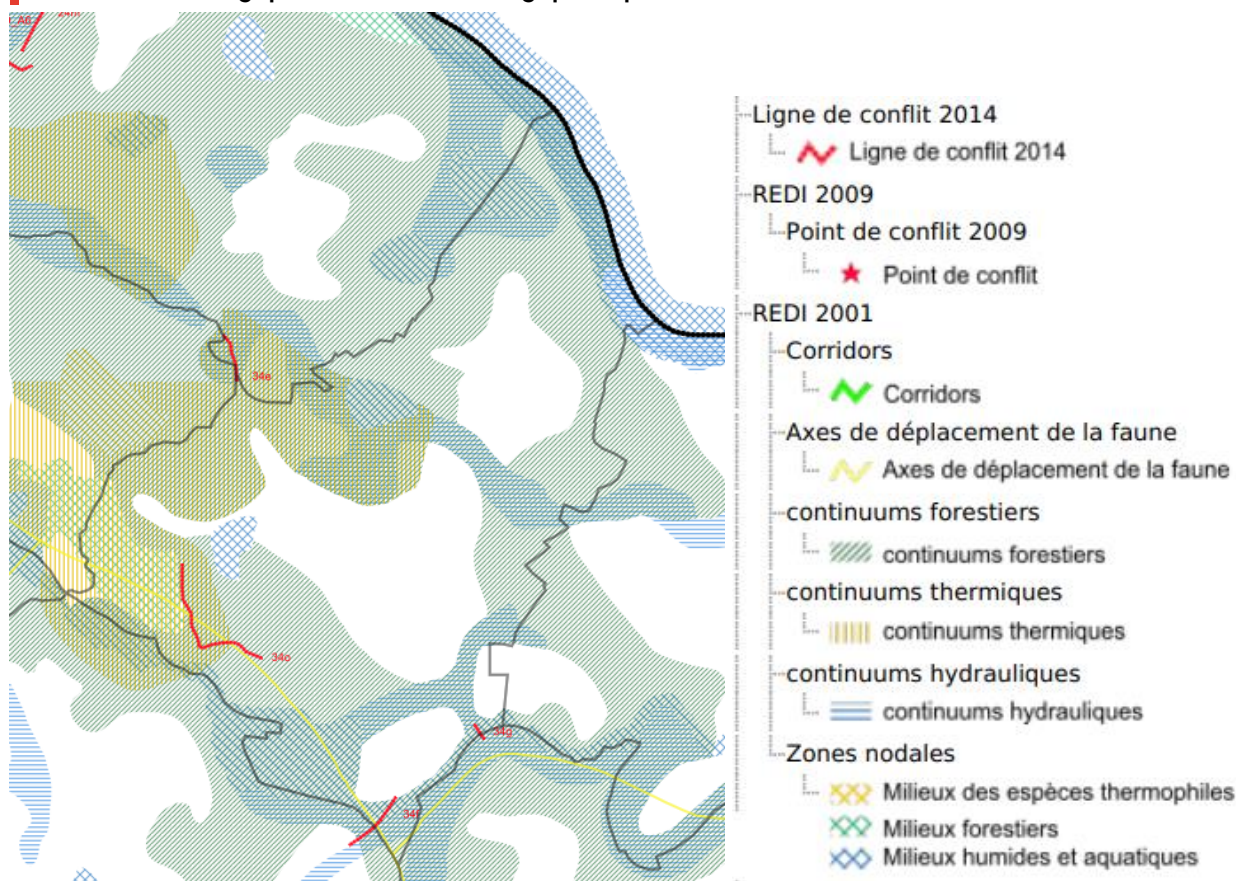 A6
34e
34o
34g
34f
Ligne de conflit 2014
Ligne de conflit 2014
REDI 2009
Point de conflit 2009
Point de conflit
REDI 2001
Corridors
Corridors
Axes de déplacement de la faune
Axes de déplacement de la faune
continuums forestiers
continuums forestiers
continuums thermiques
continuums thermiques
continuums hydrauliques
continuums hydrauliques
Zones nodales
Milieux des espèces thermophiles
Milieux forestiers
Milieux humides et aquatiques